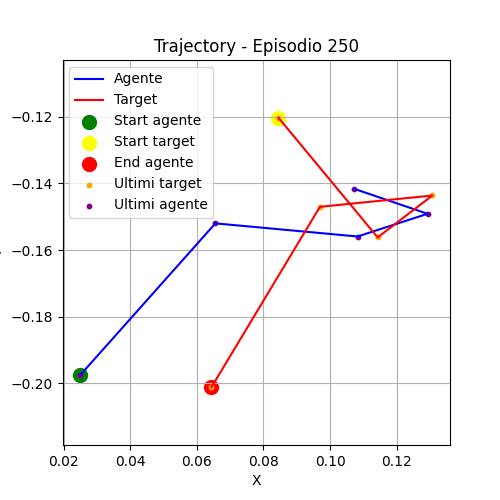 Trajectory - Episodio 250
Agente
Target
Start agente
Start target
End agente
Ultimi target
Ultimi agente
−0.12
−0.14
−0.16
−0.18
−0.20
0.02 0.04 0.06 0.08 0.10 0.12
X